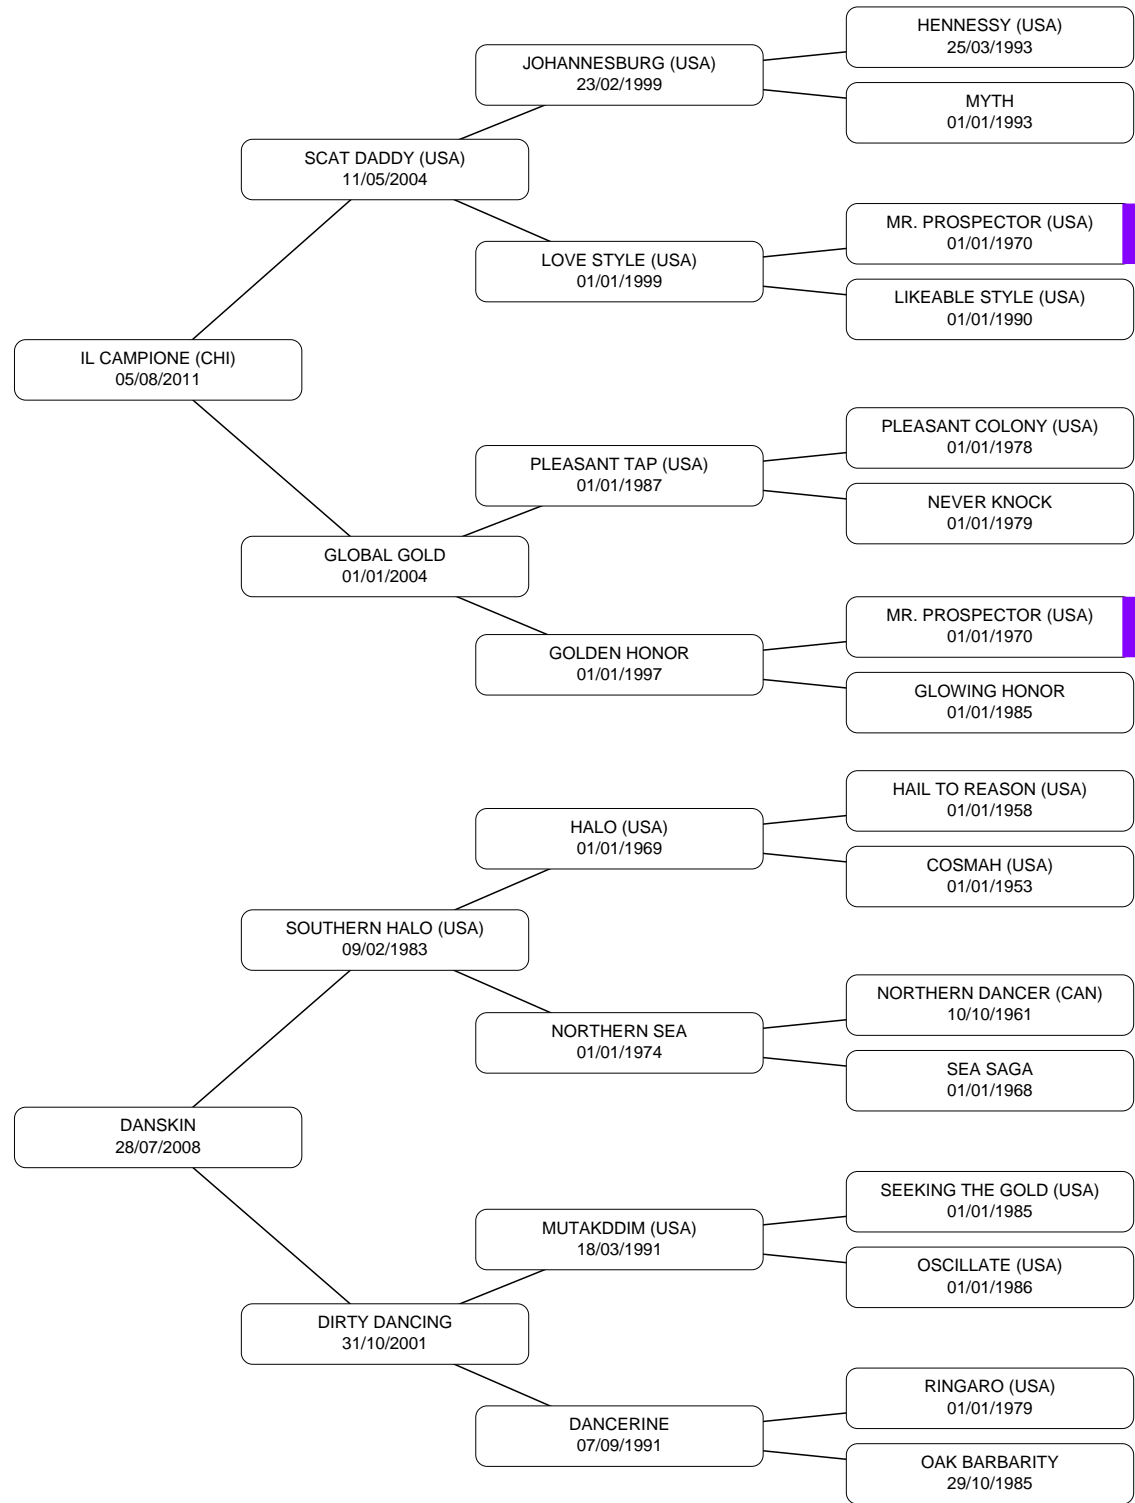 HENNESSY (USA)
25/03/1993
JOHANNESBURG (USA)
23/02/1999
MYTH
01/01/1993
SCAT DADDY (USA)
11/05/2004
MR. PROSPECTOR (USA)
01/01/1970
LOVE STYLE (USA)
01/01/1999
LIKEABLE STYLE (USA)
01/01/1990
IL CAMPIONE (CHI)
05/08/2011
PLEASANT COLONY (USA)
01/01/1978
PLEASANT TAP (USA)
01/01/1987
NEVER KNOCK
01/01/1979
GLOBAL GOLD
01/01/2004
MR. PROSPECTOR (USA)
01/01/1970
GOLDEN HONOR
01/01/1997
GLOWING HONOR
01/01/1985
HAIL TO REASON (USA)
01/01/1958
HALO (USA)
01/01/1969
COSMAH (USA)
01/01/1953
SOUTHERN HALO (USA)
09/02/1983
NORTHERN DANCER (CAN)
10/10/1961
NORTHERN SEA
01/01/1974
SEA SAGA
01/01/1968
DANSKIN
28/07/2008
SEEKING THE GOLD (USA)
01/01/1985
MUTAKDDIM (USA)
18/03/1991
OSCILLATE (USA)
01/01/1986
DIRTY DANCING
31/10/2001
RINGARO (USA)
01/01/1979
DANCERINE
07/09/1991
OAK BARBARITY
29/10/1985